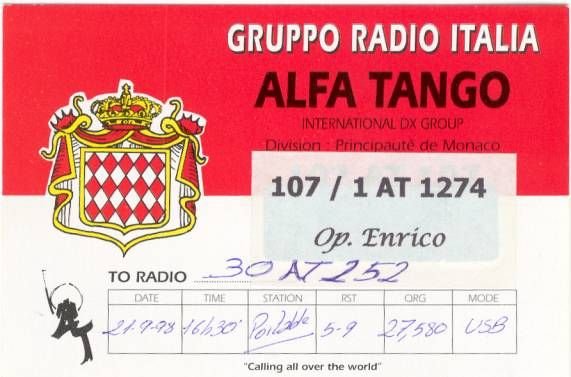 GRUPPO RADIO ITALIA
ALFA TANGO
INTERNATIONAL DX GROUP
Division : Principauté de Monaco
107 / 1 AT 1274
Op. Enrico
TO RADIO 30 AT 252
DATE TIME STATION RST QRG MODE
21-9-98 16h30' Portable 5-9 27,580 USB
"Calling all over the world"